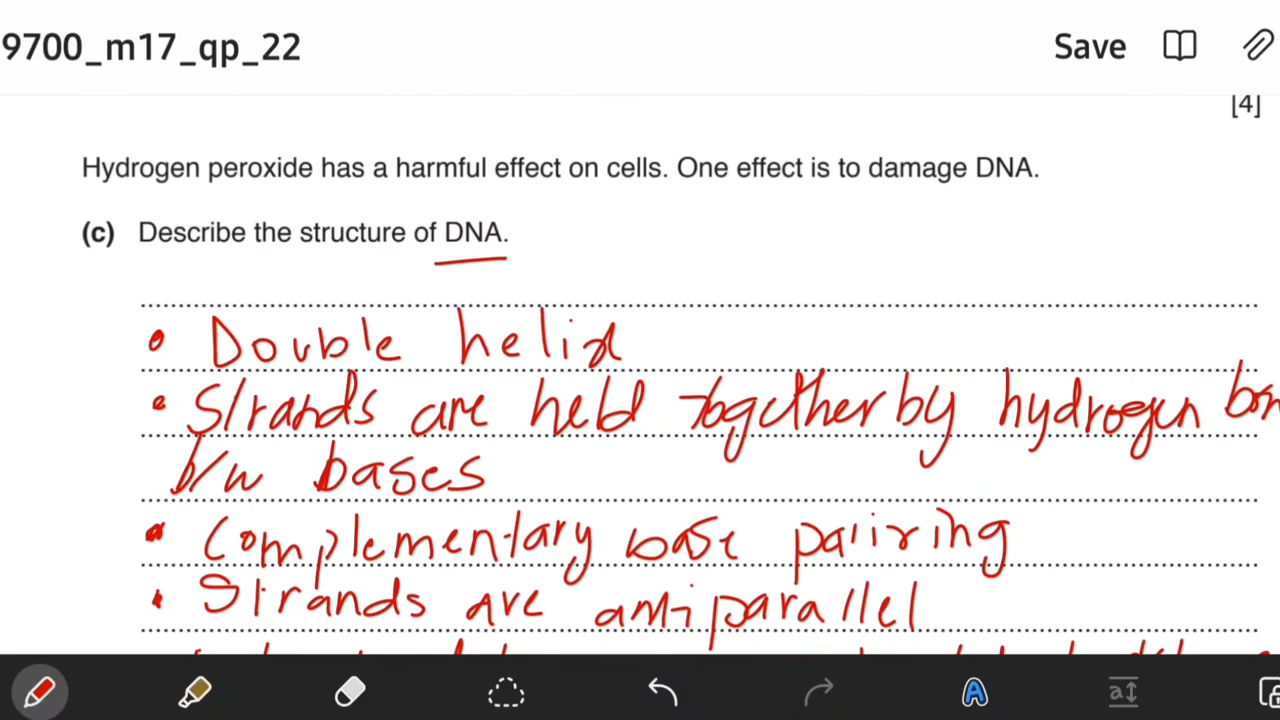 9700_m17_qp_22
Save
[4]
Hydrogen peroxide has a harmful effect on cells. One effect is to damage DNA.
(c) Describe the structure of DNA.
• Double helix
• Strands are held together by hydrogen bon
b/w bases
• Complementary base pairing
• Strands are antiparallel